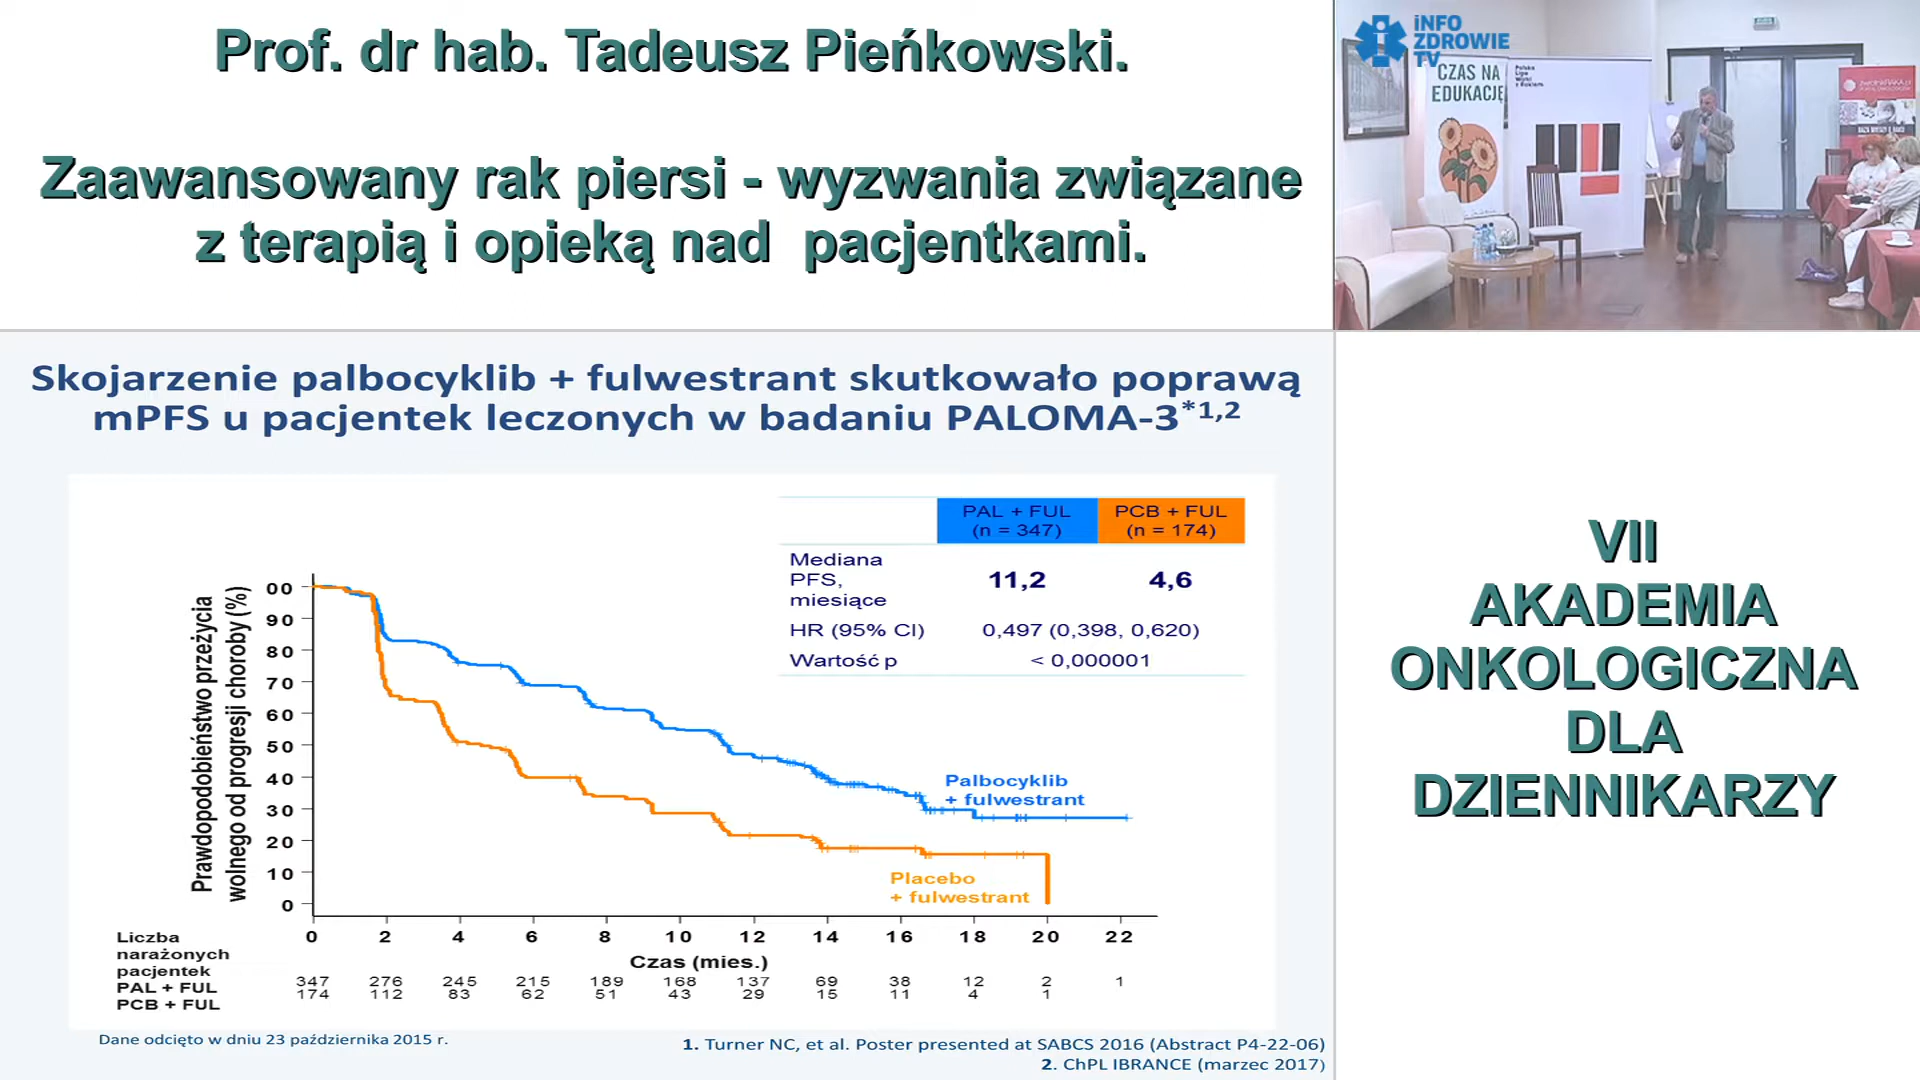 Prof. dr hab. Tadeusz Pieńkowski.
Zaawansowany rak piersi - wyzwania związane
z terapią i opieką nad pacjentkami.
iNFO
ZDROWIE
TV
CZAS NA
EDUKACJĘ
Polska
Liga
Walki
z Rakiem
Skojarzenie palbocyklib + fulwestrant skutkowało poprawą
mPFS u pacjentek leczonych w badaniu PALOMA-3*1,2
PAL + FUL
(n = 347)
PCB + FUL
(n = 174)
Mediana
PFS,
miesiące
11,2
4,6
HR (95% CI)
0,497 (0,398, 0,620)
Wartość p
< 0,000001
Prawdopodobieństwo przeżycia
wolnego od progresji choroby (%)
00
90
80
70
60
50
40
30
20
10
0
Palbocyklib
+ fulwestrant
Placebo
+ fulwestrant
0 2 4 6 8 10 12 14 16 18 20 22
Czas (mies.)
Liczba
narażonych
pacjentek
PAL + FUL 347 276 245 215 189 168 137 69 38 12 2 1
PCB + FUL 174 112 83 62 51 43 29 15 11 4 1
Dane odcięto w dniu 23 października 2015 r.
1. Turner NC, et al. Poster presented at SABCS 2016 (Abstract P4-22-06)
2. ChPL IBRANCE (marzec 2017)
VII
AKADEMIA
ONKOLOGICZNA
DLA
DZIENNIKARZY